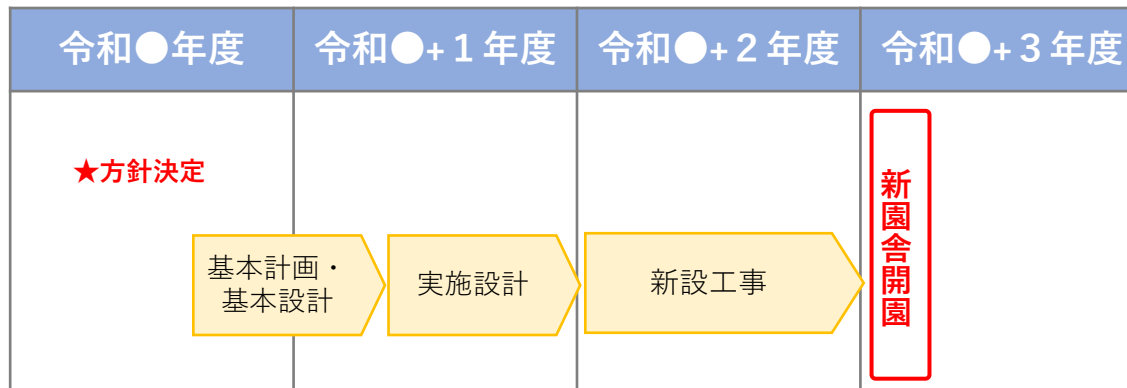 令和●年度
令和●+１年度
令和●+２年度
令和●+３年度
★方針決定
基本計画・
基本設計
実施設計
新設工事
新園舎開園